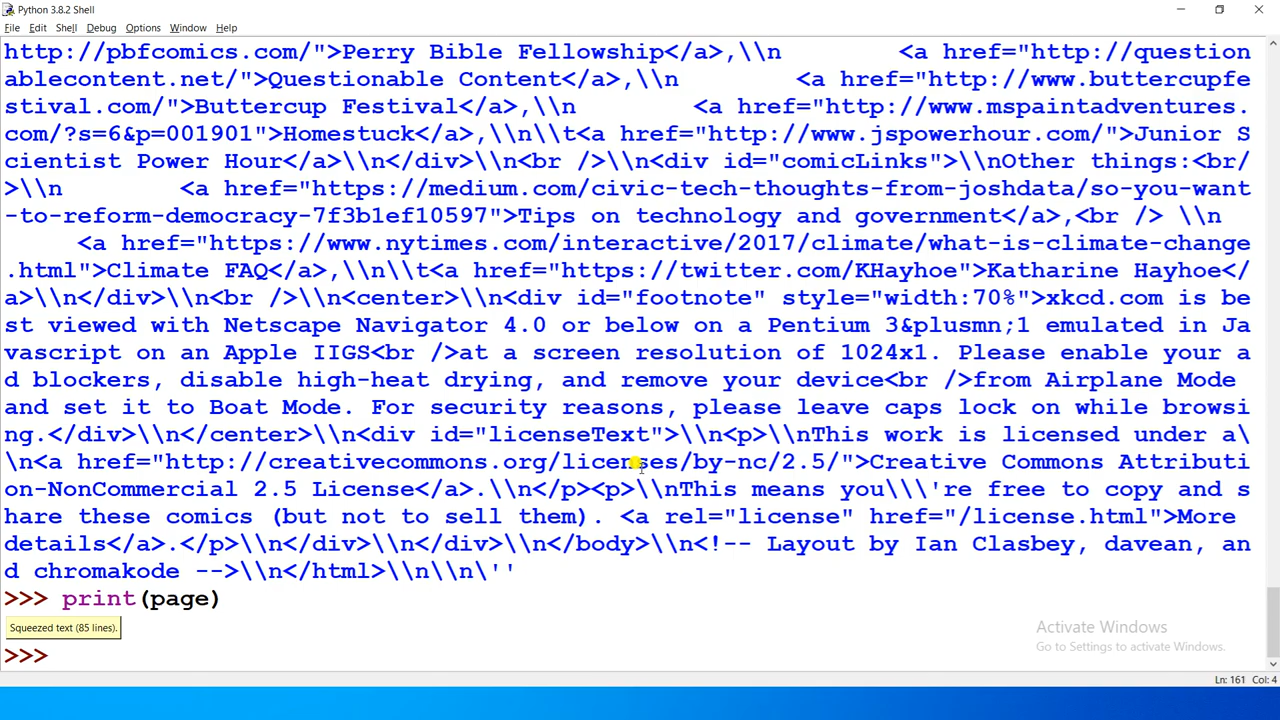 Python 3.8.2 Shell
File Edit Shell Debug Options Window Help
http://pbfcomics.com/">Perry Bible Fellowship</a>,\\n        <a href="http://question
ablecontent.net/">Questionable Content</a>,\\n        <a href="http://www.buttercupfe
stival.com/">Buttercup Festival</a>,\\n        <a href="http://www.mspaintadventures.
com/?s=6&p=001901">Homestuck</a>,\\n\\t<a href="http://www.jspowerhour.com/">Junior S
cientist Power Hour</a>\\n</div>\\n<br />\\n<div id="comicLinks">\\nOther things:<br/
>\\n        <a href="https://medium.com/civic-tech-thoughts-from-joshdata/so-you-want
-to-reform-democracy-7f3b1ef10597">Tips on technology and government</a>,<br /> \\n
     <a href="https://www.nytimes.com/interactive/2017/climate/what-is-climate-change
.html">Climate FAQ</a>,\\n\\t<a href="https://twitter.com/KHayhoe">Katharine Hayhoe</
a>\\n</div>\\n<br />\\n<center>\\n<div id="footnote" style="width:70%">xkcd.com is be
st viewed with Netscape Navigator 4.0 or below on a Pentium 3&plusmn;1 emulated in Ja
vascript on an Apple IIGS<br />at a screen resolution of 1024x1. Please enable your a
d blockers, disable high-heat drying, and remove your device<br />from Airplane Mode
and set it to Boat Mode. For security reasons, please leave caps lock on while browsi
ng.</div>\\n</center>\\n<div id="licenseText">\\n<p>\\nThis work is licensed under a\
\n<a href="http://creativecommons.org/licenses/by-nc/2.5/">Creative Commons Attributi
on-NonCommercial 2.5 License</a>.\\n</p><p>\\nThis means you\\\'re free to copy and s
hare these comics (but not to sell them). <a rel="license" href="/license.html">More
details</a>.</p>\\n</div>\\n</div>\\n</body>\\n<!-- Layout by Ian Clasbey, davean, an
d chromakode -->\\n</html>\\n\\n\''
>>> print(page)
Squeezed text (85 lines).
>>>
Activate Windows
Go to Settings to activate Windows.
Ln: 161 Col: 4